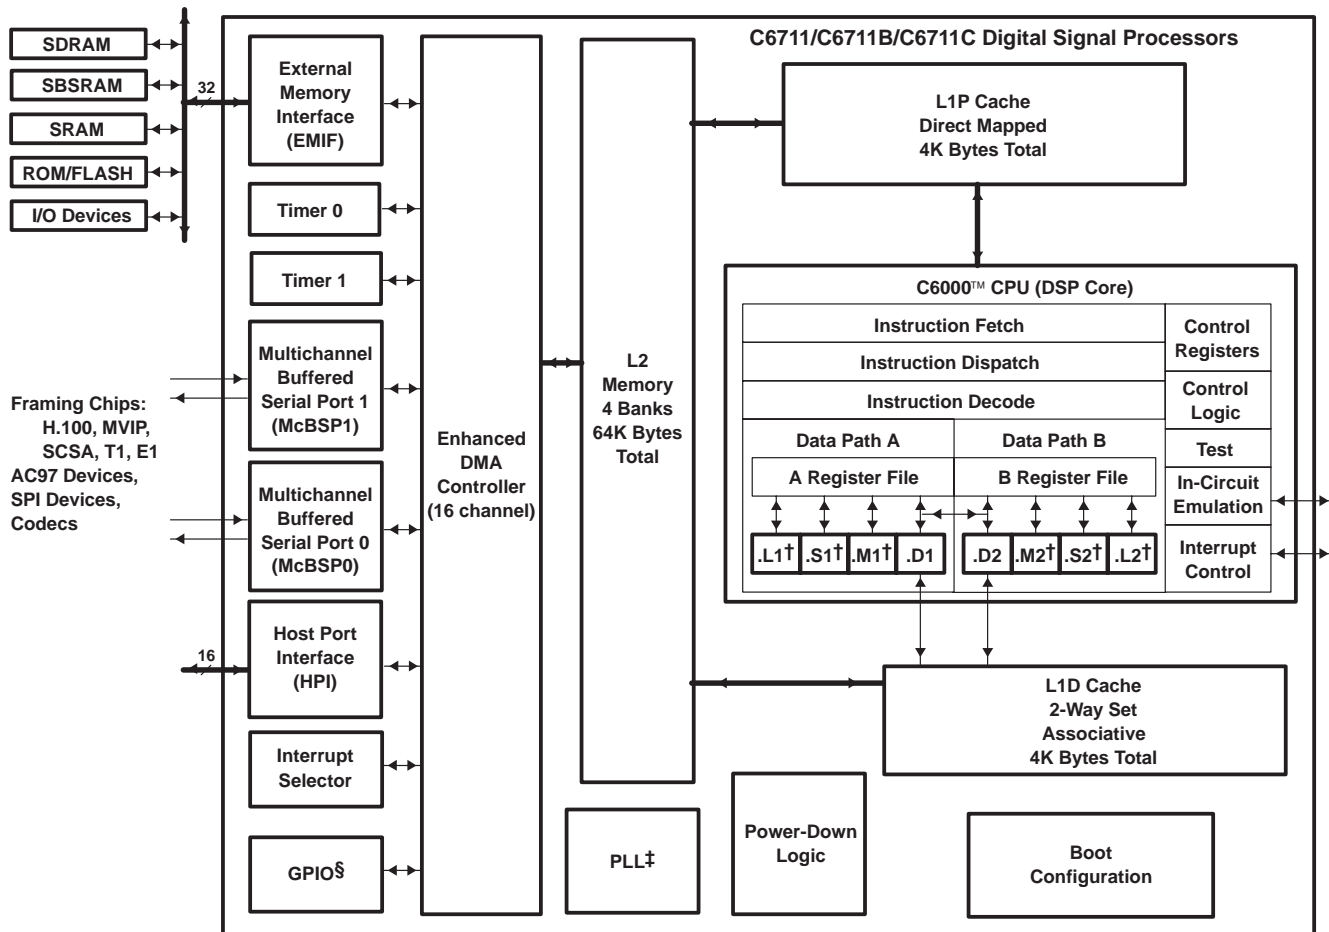 C6711/C6711B/C6711C Digital Signal Processors
SDRAM
SBSRAM
SRAM
ROM/FLASH
I/O Devices
32
External
Memory
Interface
(EMIF)
Timer 0
Timer 1
Framing Chips:
H.100, MVIP,
SCSA, T1, E1
AC97 Devices,
SPI Devices,
Codecs
Multichannel
Buffered
Serial Port 1
(McBSP1)
Multichannel
Buffered
Serial Port 0
(McBSP0)
16
Host Port
Interface
(HPI)
Interrupt
Selector
GPIO§
Enhanced
DMA
Controller
(16 channel)
L2
Memory
4 Banks
64K Bytes
Total
PLL‡
Power-Down
Logic
Boot
Configuration
L1P Cache
Direct Mapped
4K Bytes Total
C6000™ CPU (DSP Core)
Instruction Fetch
Instruction Dispatch
Instruction Decode
Data Path A
Data Path B
A Register File
B Register File
.L1†
.S1†
.M1†
.D1
.D2
.M2†
.S2†
.L2†
Control
Registers
Control
Logic
Test
In-Circuit
Emulation
Interrupt
Control
L1D Cache
2-Way Set
Associative
4K Bytes Total